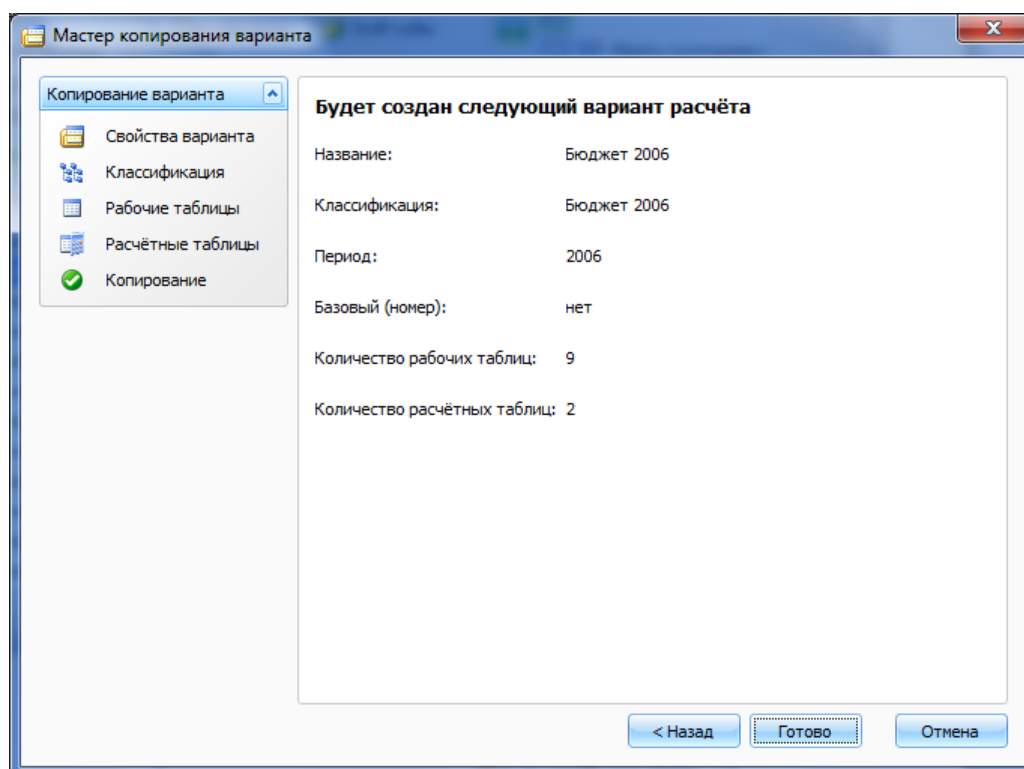 Мастер копирования варианта
Копирование варианта
Свойства варианта
Классификация
Рабочие таблицы
Расчётные таблицы
Копирование
Будет создан следующий вариант расчёта
Название: Бюджет 2006
Классификация: Бюджет 2006
Период: 2006
Базовый (номер): нет
Количество рабочих таблиц: 9
Количество расчётных таблиц: 2
< Назад Готово Отмена